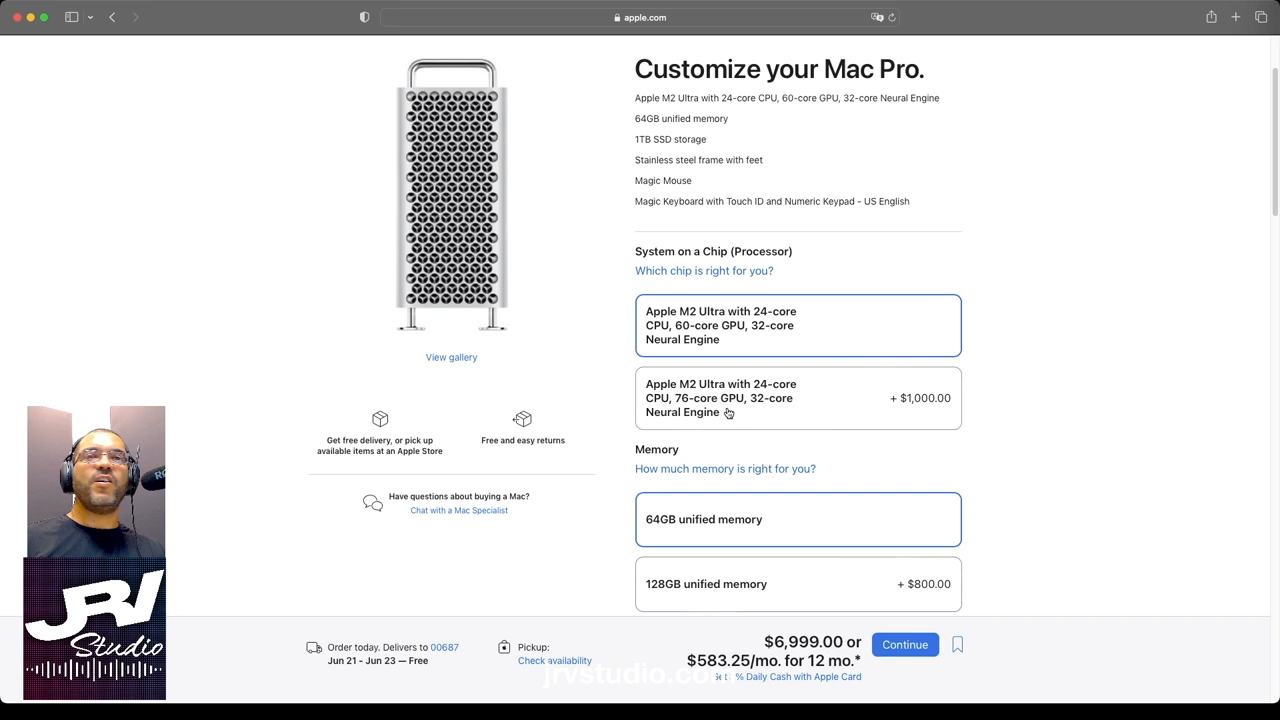 apple.com
Customize your Mac Pro.
Apple M2 Ultra with 24-core CPU, 60-core GPU, 32-core Neural Engine
64GB unified memory
1TB SSD storage
Stainless steel frame with feet
Magic Mouse
Magic Keyboard with Touch ID and Numeric Keypad - US English
System on a Chip (Processor)
Which chip is right for you?
Apple M2 Ultra with 24-core
CPU, 60-core GPU, 32-core
Neural Engine
Apple M2 Ultra with 24-core
CPU, 76-core GPU, 32-core
Neural Engine
+ $1,000.00
View gallery
Get free delivery, or pick up
available items at an Apple Store
Free and easy returns
Have questions about buying a Mac?
Chat with a Mac Specialist
Memory
How much memory is right for you?
64GB unified memory
128GB unified memory
+ $800.00
JRV
Studio
Order today. Delivers to 00687
Jun 21 - Jun 23 — Free
Pickup:
Check availability
$6,999.00 or
$583.25/mo. for 12 mo.*
% Daily Cash with Apple Card
Continue